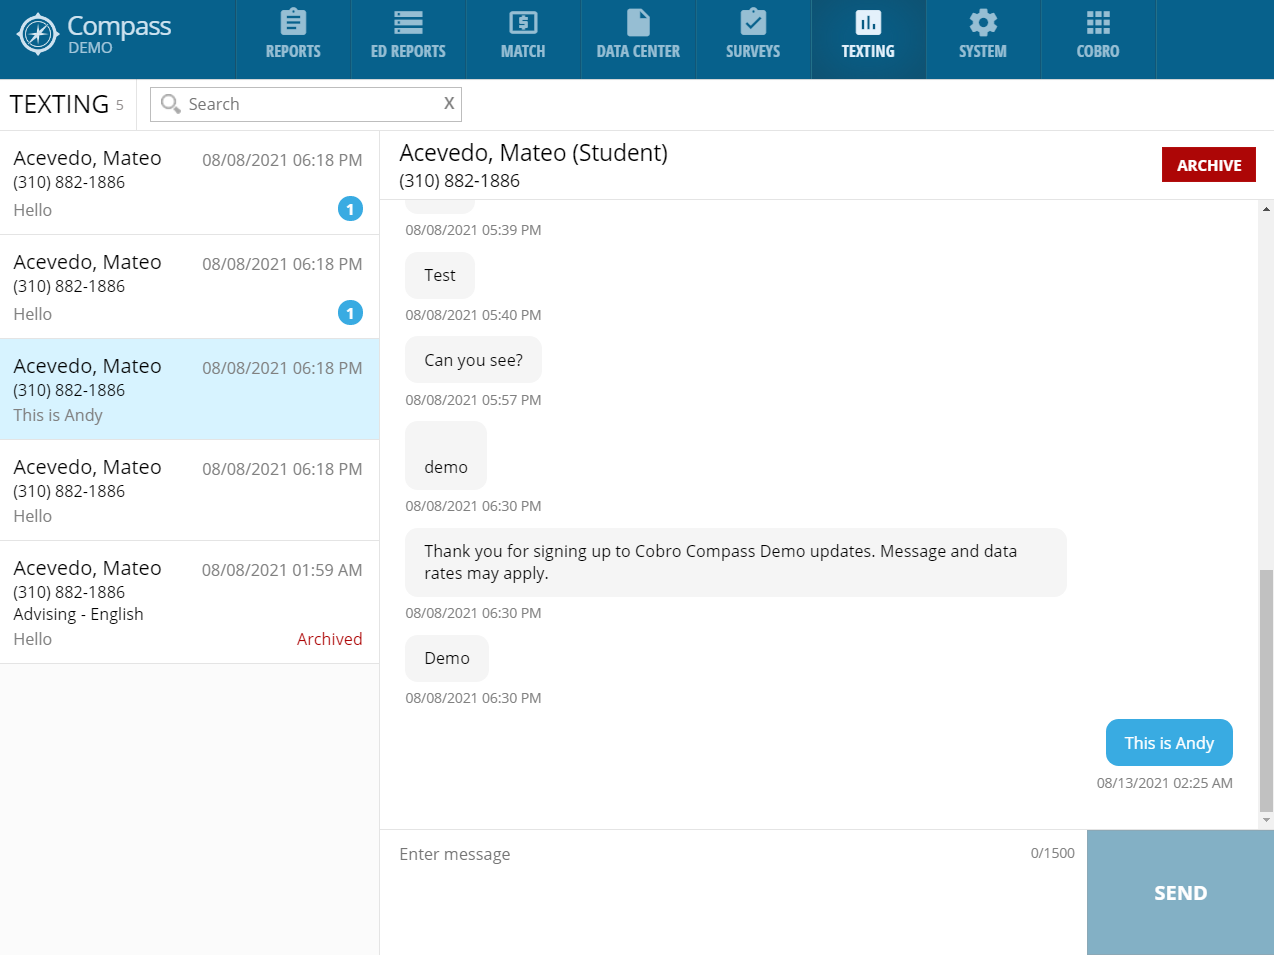 Compass
DEMO
REPORTS
ED REPORTS
MATCH
DATA CENTER
SURVEYS
TEXTING
SYSTEM
COBRO
TEXTING 5
Search
X
Acevedo, Mateo
08/08/2021 06:18 PM
(310) 882-1886
Hello
1
Acevedo, Mateo
08/08/2021 06:18 PM
(310) 882-1886
Hello
1
Acevedo, Mateo
08/08/2021 06:18 PM
(310) 882-1886
This is Andy
Acevedo, Mateo
08/08/2021 06:18 PM
(310) 882-1886
Hello
Acevedo, Mateo
08/08/2021 01:59 AM
(310) 882-1886
Advising - English
Hello
Archived
Acevedo, Mateo (Student)
(310) 882-1886
ARCHIVE
08/08/2021 05:39 PM
Test
08/08/2021 05:40 PM
Can you see?
08/08/2021 05:57 PM
demo
08/08/2021 06:30 PM
Thank you for signing up to Cobro Compass Demo updates. Message and data
rates may apply.
08/08/2021 06:30 PM
Demo
08/08/2021 06:30 PM
This is Andy
08/13/2021 02:25 AM
Enter message
0/1500
SEND